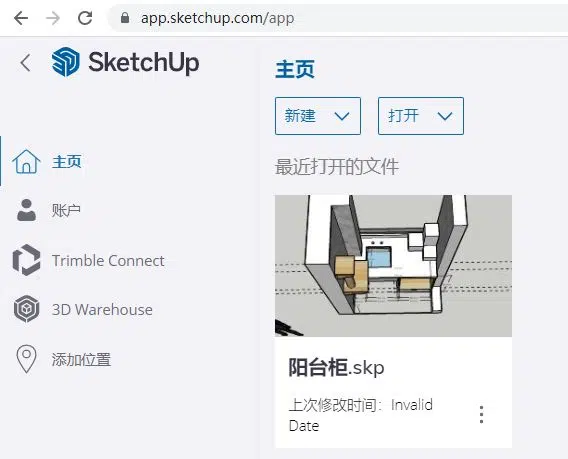 app.sketchup.com/app
SketchUp
主页
账户
Trimble Connect
3D Warehouse
添加位置
主页
新建
打开
最近打开的文件
阳台柜.skp
上次修改时间：Invalid
Date